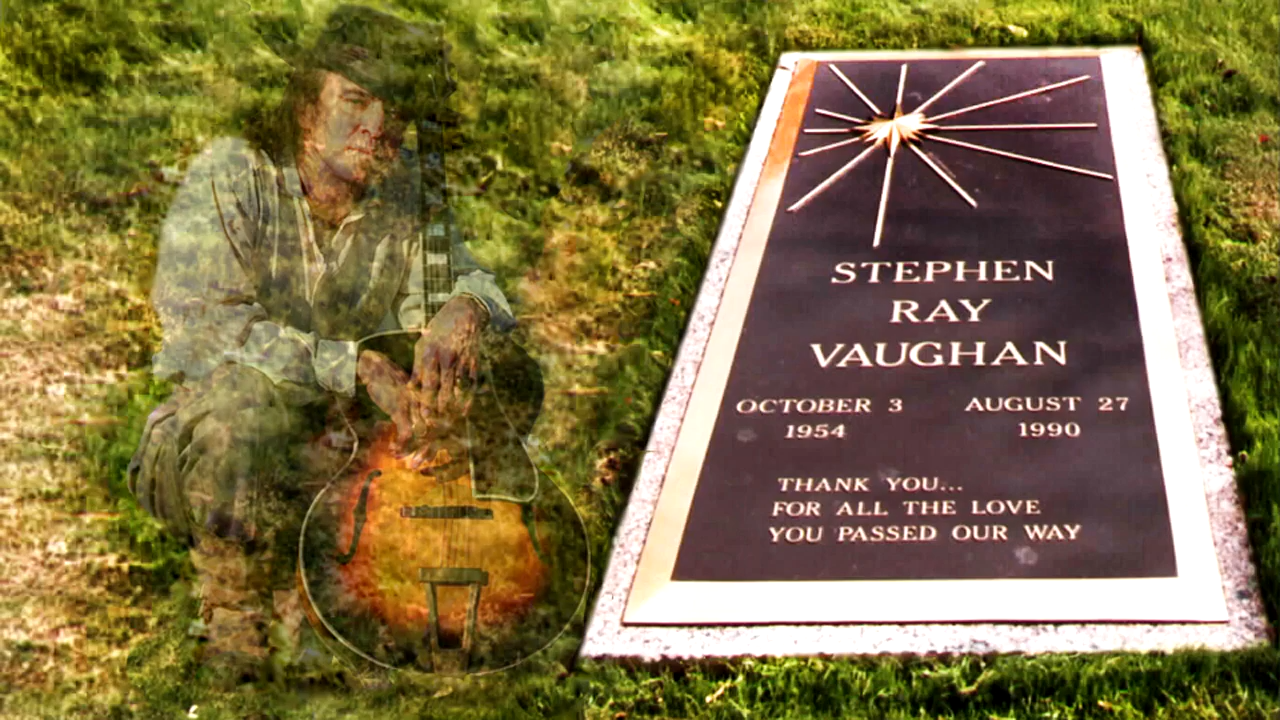 STEPHEN
RAY
VAUGHAN
OCTOBER 3 AUGUST 27
1954 1990
THANK YOU...
FOR ALL THE LOVE
YOU PASSED OUR WAY